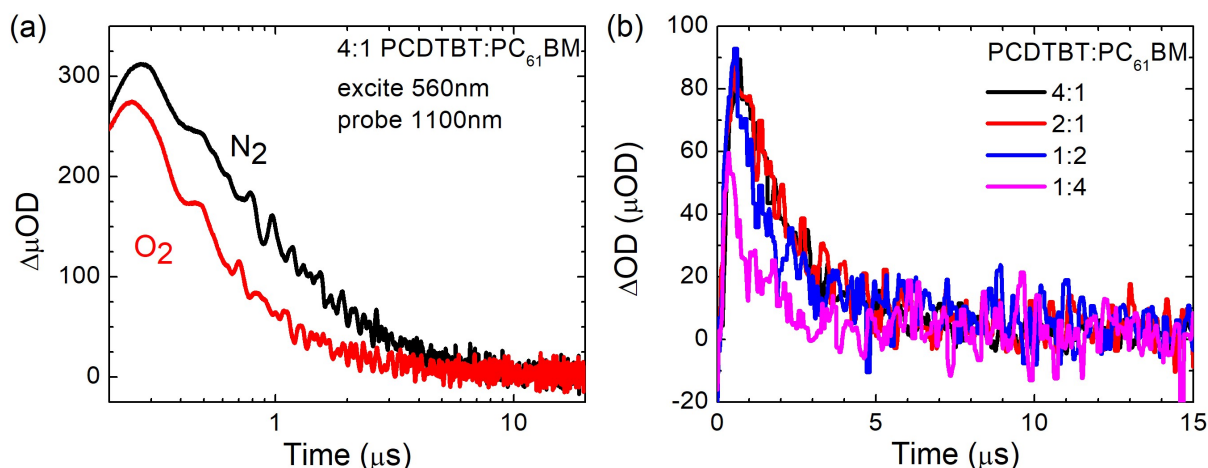 (a)
4:1 PCDTBT:PC₆₁BM
excite 560nm
probe 1100nm
N₂
O₂
ΔμOD
300
200
100
0
1
10
Time (μs)
(b)
PCDTBT:PC₆₁BM
4:1
2:1
1:2
1:4
ΔOD (μOD)
100
80
60
40
20
0
-20
0
5
10
15
Time (μs)